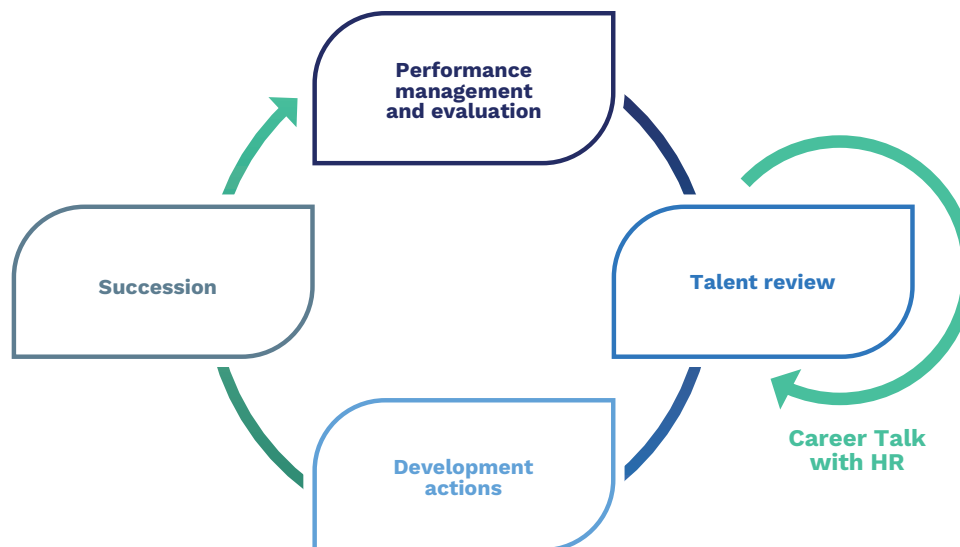 Performance
management
and evaluation
Succession
Talent review
Career Talk
with HR
Development
actions